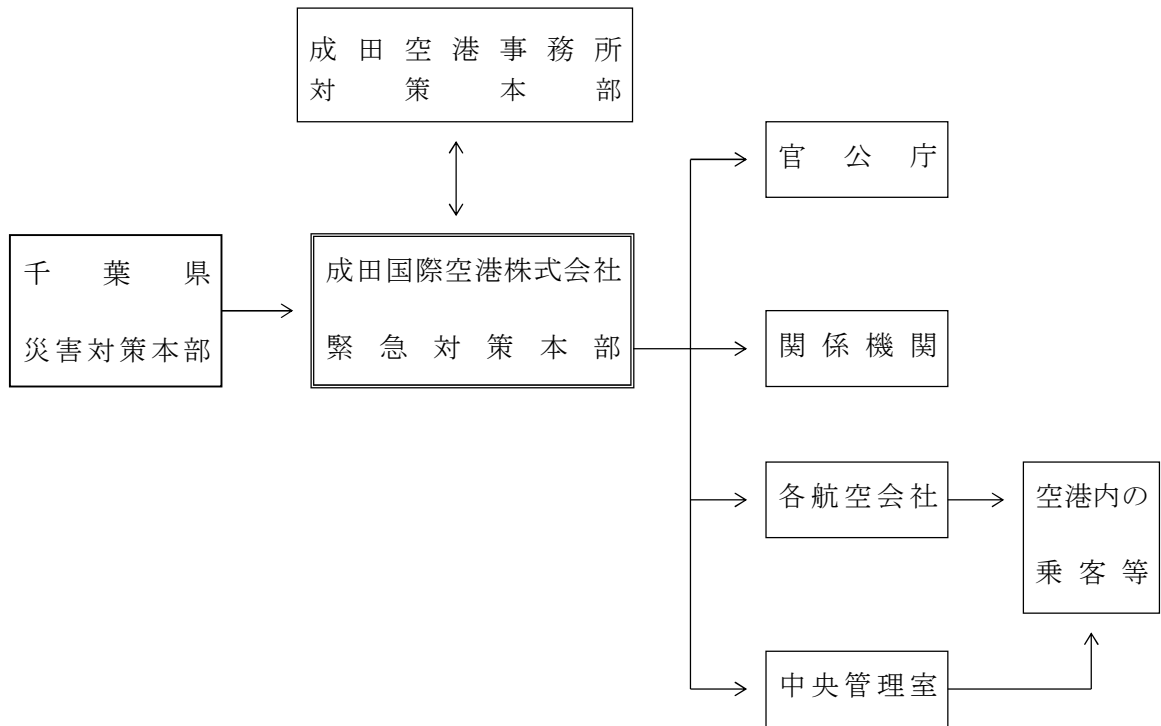 成田空港事務所
対策本部
官公庁
千葉県
災害対策本部
成田国際空港株式会社
緊急対策本部
関係機関
各航空会社
空港内の
乗客等
中央管理室